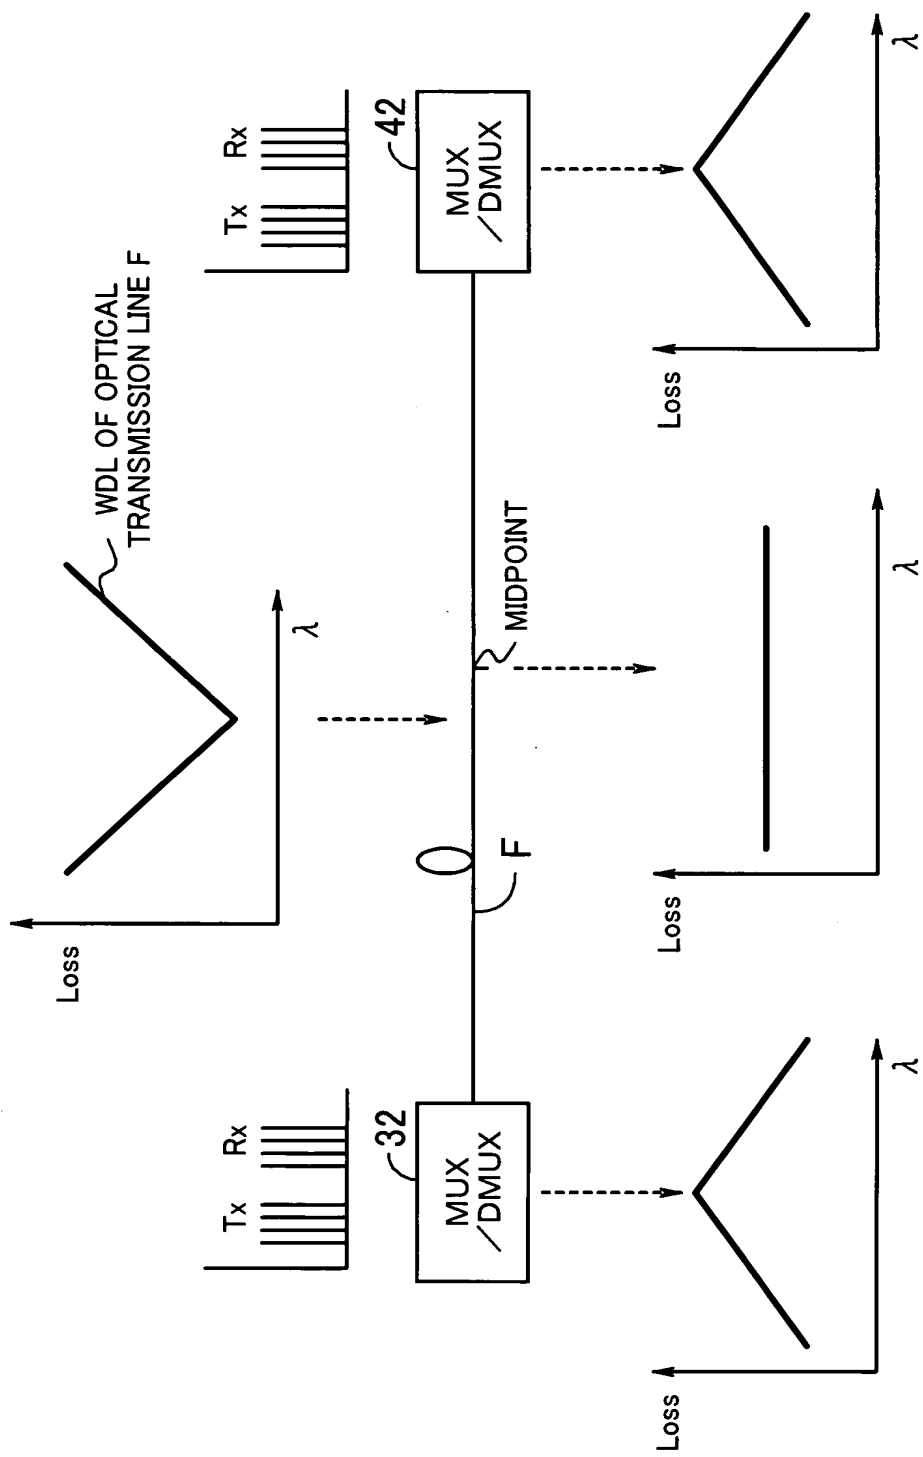 Loss
WDL OF OPTICAL
TRANSMISSION LINE F
λ
Tx Rx
Tx Rx
32
42
MUX
/DMUX
MUX
/DMUX
F
MIDPOINT
Loss
Loss
Loss
λ
λ
λ